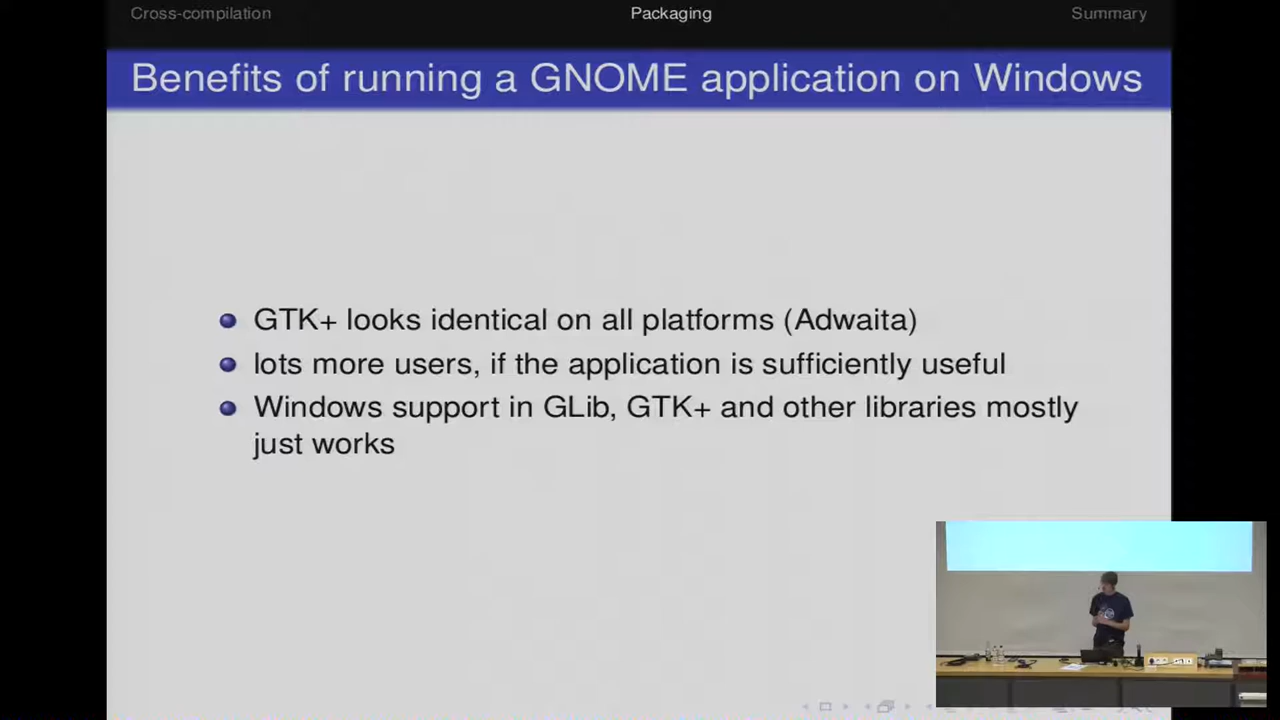 Cross-compilation Packaging Summary
Benefits of running a GNOME application on Windows
GTK+ looks identical on all platforms (Adwaita)
lots more users, if the application is sufficiently useful
Windows support in GLib, GTK+ and other libraries mostly
just works